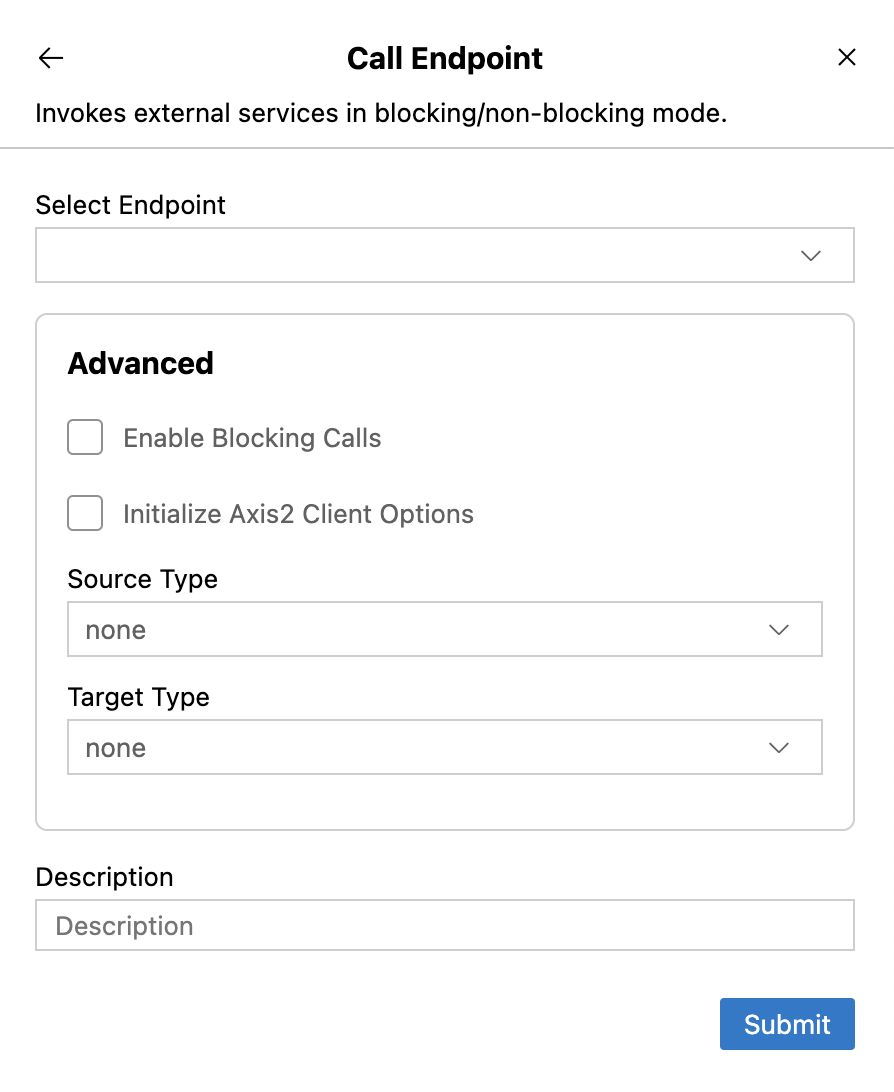 Call Endpoint
Invokes external services in blocking/non-blocking mode.
Select Endpoint
Advanced
Enable Blocking Calls
Initialize Axis2 Client Options
Source Type
none
Target Type
none
Description
Description
Submit